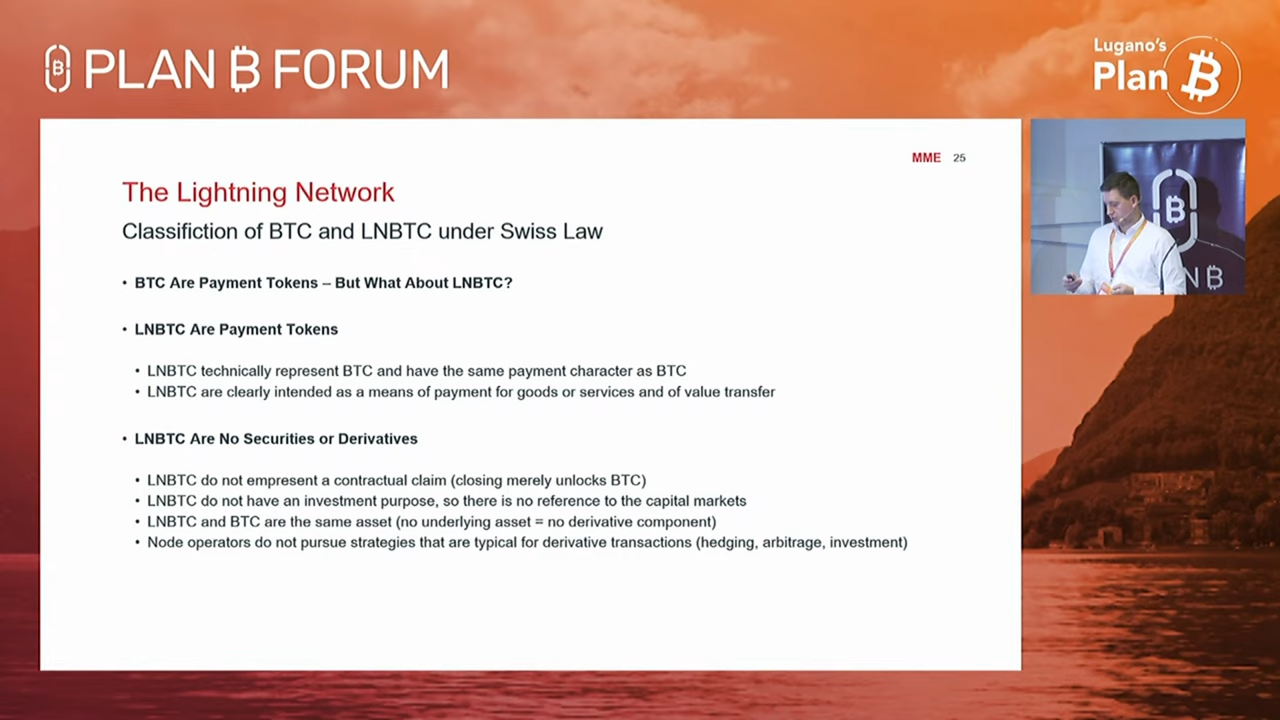 PLAN ₿ FORUM
Lugano's
Plan ₿
MME 25
The Lightning Network
Classifiction of BTC and LNBTC under Swiss Law
• BTC Are Payment Tokens – But What About LNBTC?
• LNBTC Are Payment Tokens
• LNBTC technically represent BTC and have the same payment character as BTC
• LNBTC are clearly intended as a means of payment for goods or services and of value transfer
• LNBTC Are No Securities or Derivatives
• LNBTC do not empresent a contractual claim (closing merely unlocks BTC)
• LNBTC do not have an investment purpose, so there is no reference to the capital markets
• LNBTC and BTC are the same asset (no underlying asset = no derivative component)
• Node operators do not pursue strategies that are typical for derivative transactions (hedging, arbitrage, investment)
N ₿